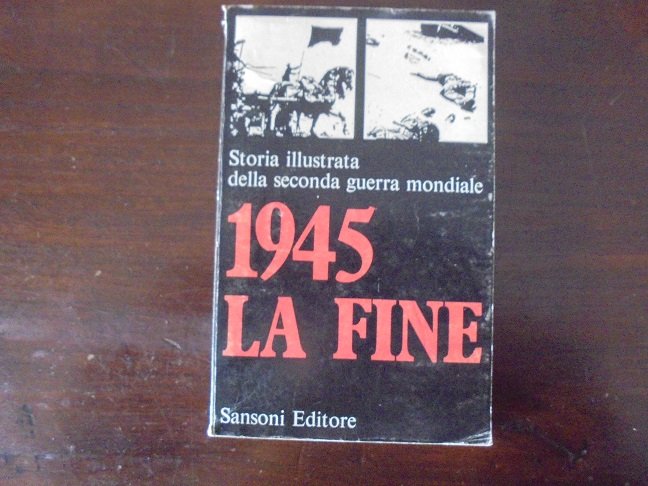 Storia illustrata
della seconda guerra mondiale
1945
LA FINE
Sansoni Editore